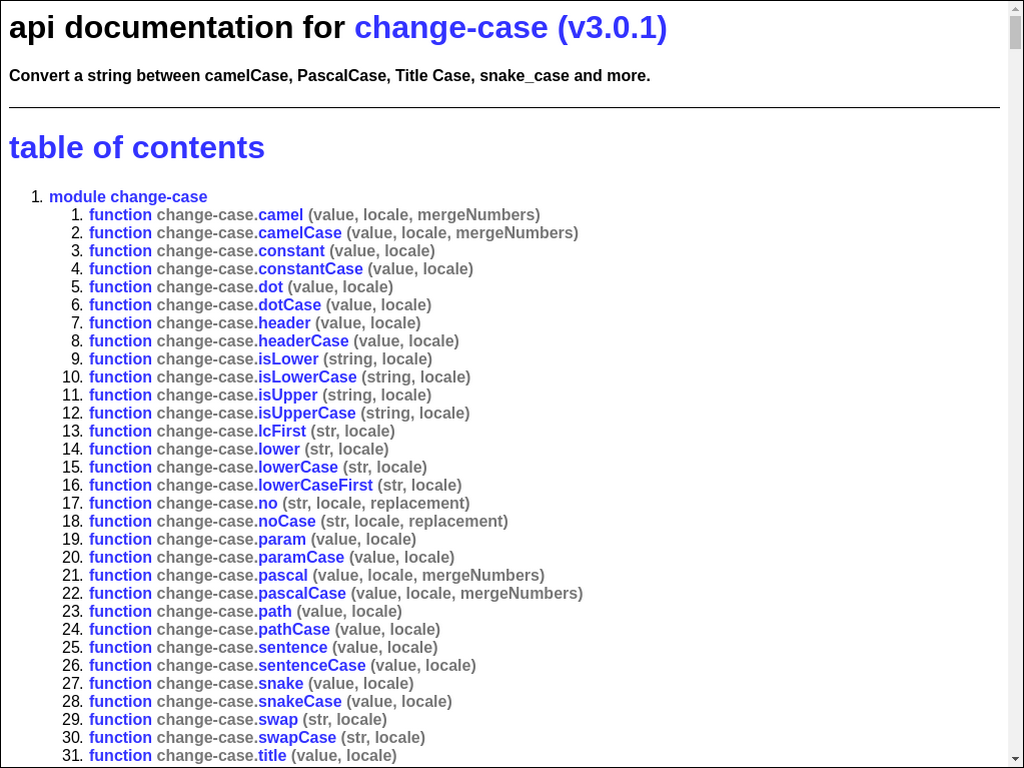 api documentation for change-case (v3.0.1)
Convert a string between camelCase, PascalCase, Title Case, snake_case and more.
table of contents
1. module change-case
1. function change-case.camel (value, locale, mergeNumbers)
2. function change-case.camelCase (value, locale, mergeNumbers)
3. function change-case.constant (value, locale)
4. function change-case.constantCase (value, locale)
5. function change-case.dot (value, locale)
6. function change-case.dotCase (value, locale)
7. function change-case.header (value, locale)
8. function change-case.headerCase (value, locale)
9. function change-case.isLower (string, locale)
10. function change-case.isLowerCase (string, locale)
11. function change-case.isUpper (string, locale)
12. function change-case.isUpperCase (string, locale)
13. function change-case.lcFirst (str, locale)
14. function change-case.lower (str, locale)
15. function change-case.lowerCase (str, locale)
16. function change-case.lowerCaseFirst (str, locale)
17. function change-case.no (str, locale, replacement)
18. function change-case.noCase (str, locale, replacement)
19. function change-case.param (value, locale)
20. function change-case.paramCase (value, locale)
21. function change-case.pascal (value, locale, mergeNumbers)
22. function change-case.pascalCase (value, locale, mergeNumbers)
23. function change-case.path (value, locale)
24. function change-case.pathCase (value, locale)
25. function change-case.sentence (value, locale)
26. function change-case.sentenceCase (value, locale)
27. function change-case.snake (value, locale)
28. function change-case.snakeCase (value, locale)
29. function change-case.swap (str, locale)
30. function change-case.swapCase (str, locale)
31. function change-case.title (value, locale)